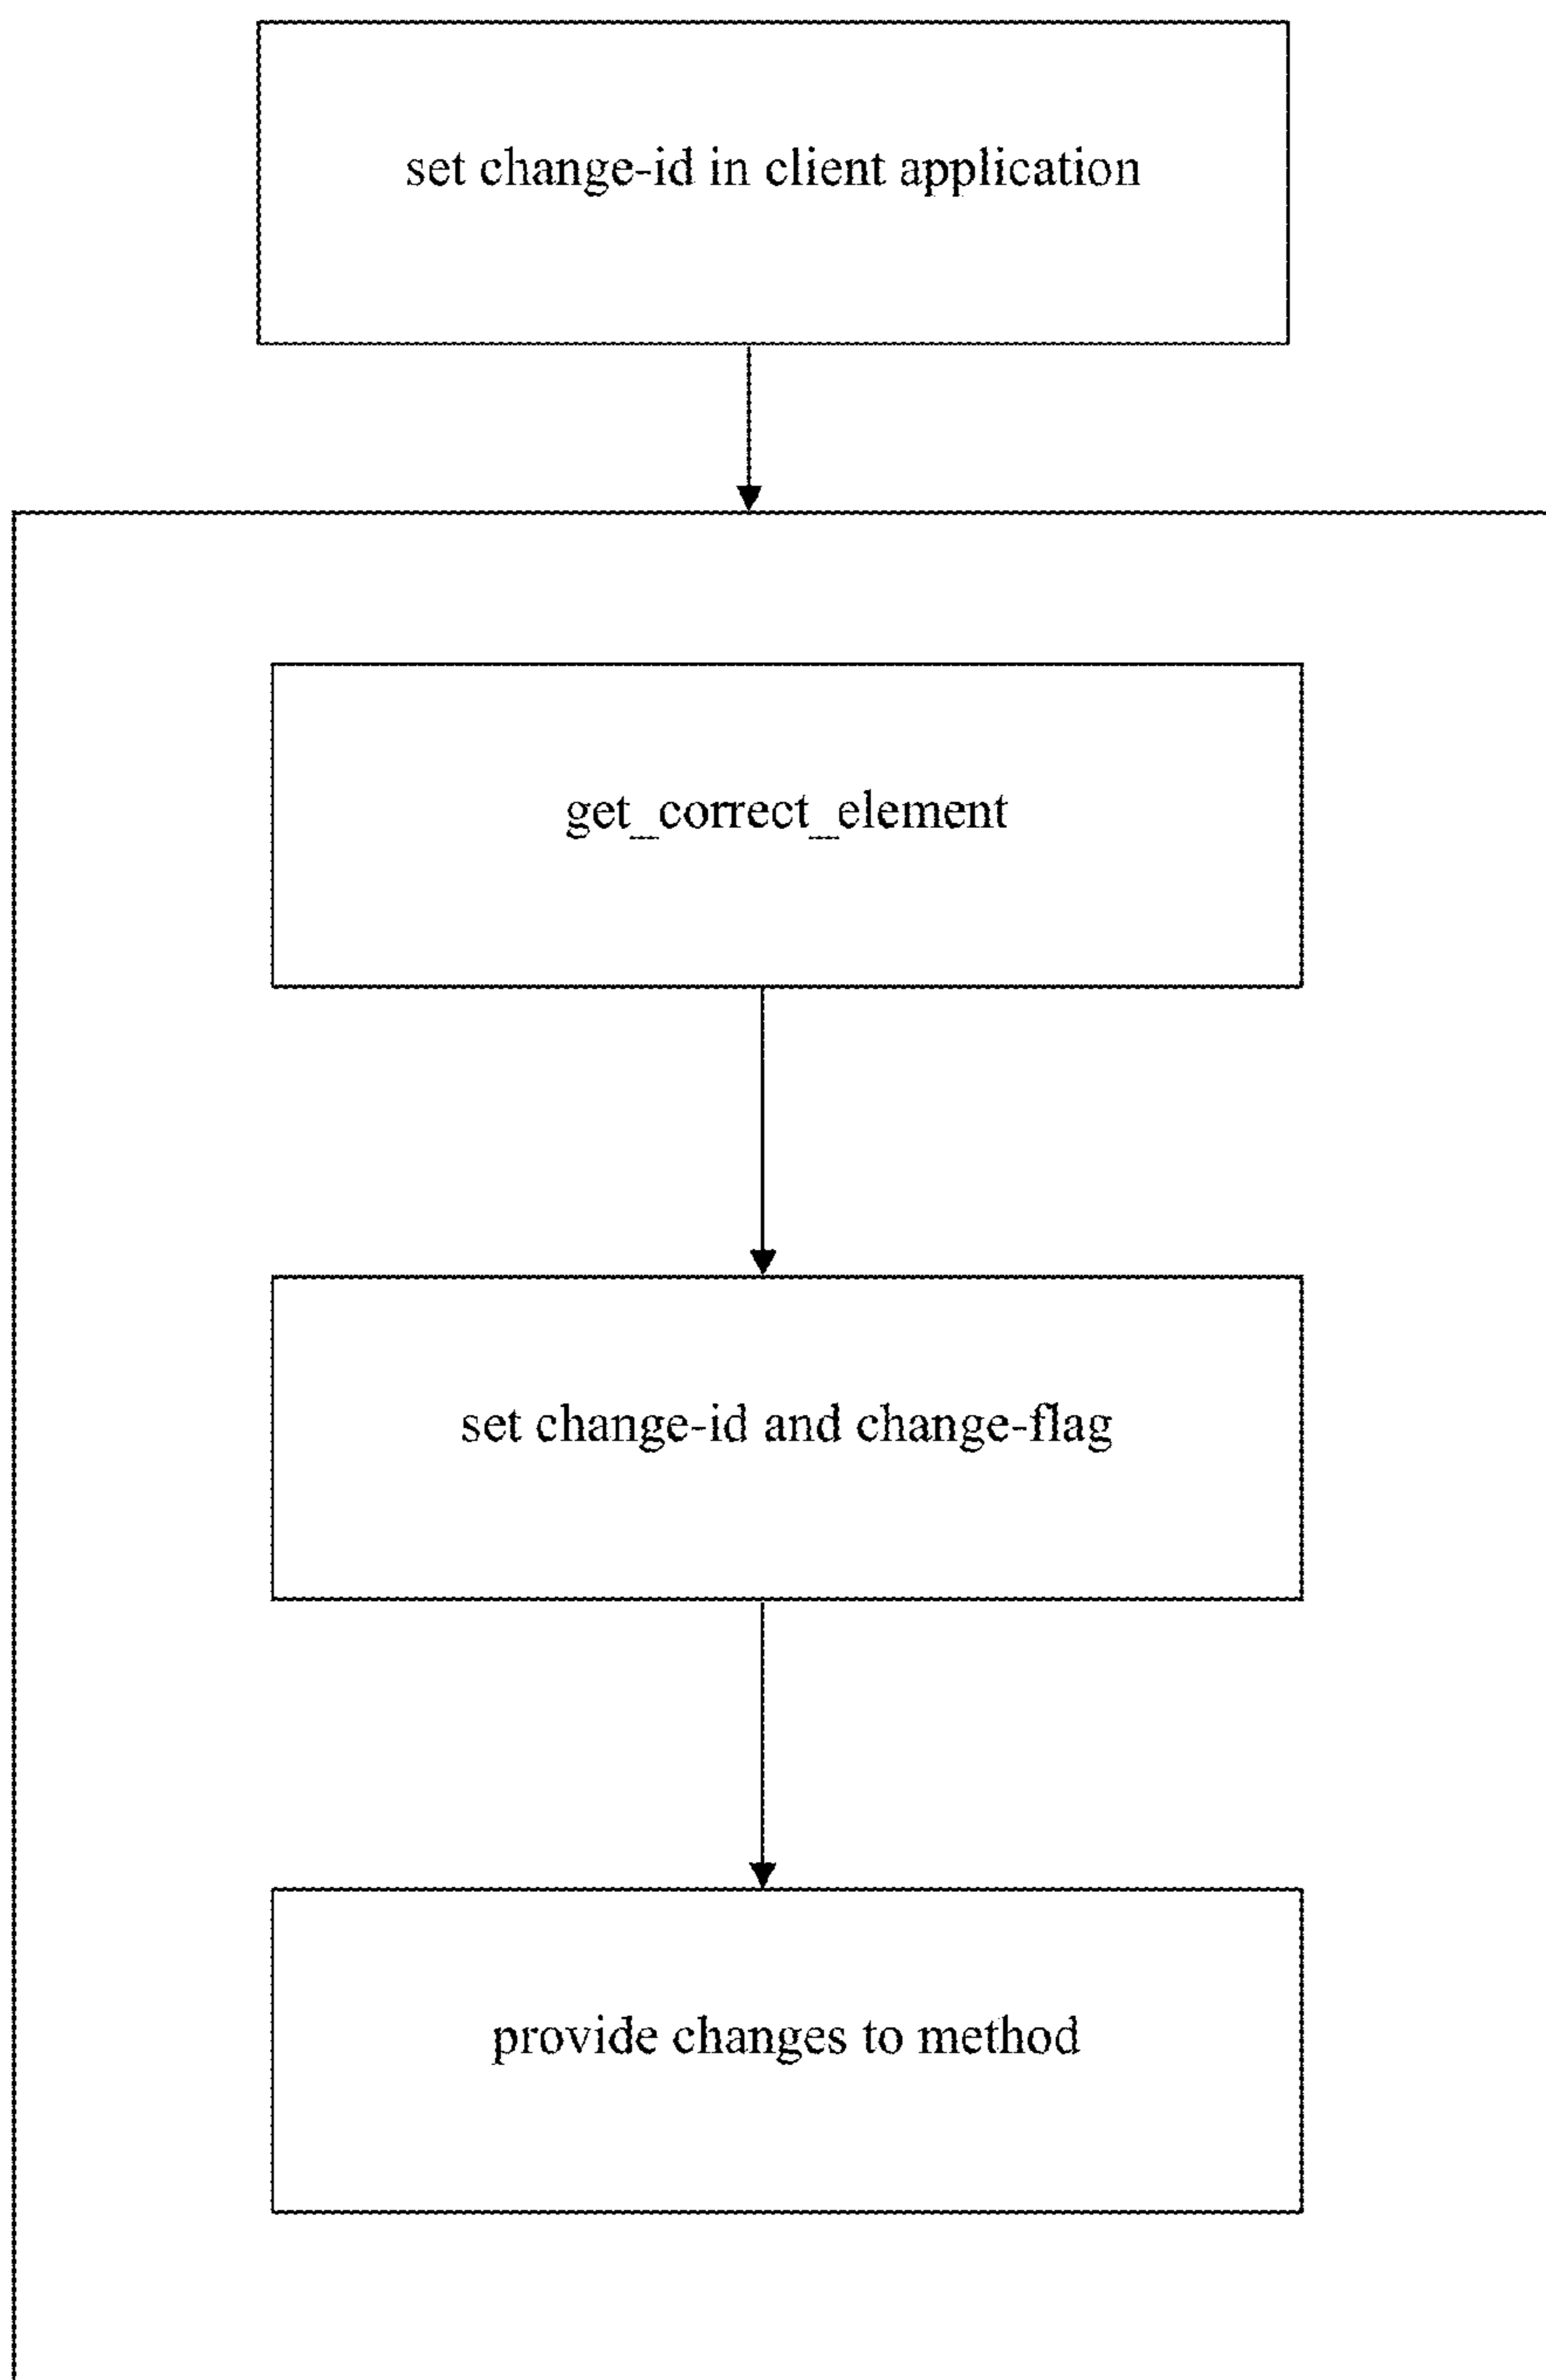 set change-id in client application
get_correct_element
set change-id and change-flag
provide changes to method